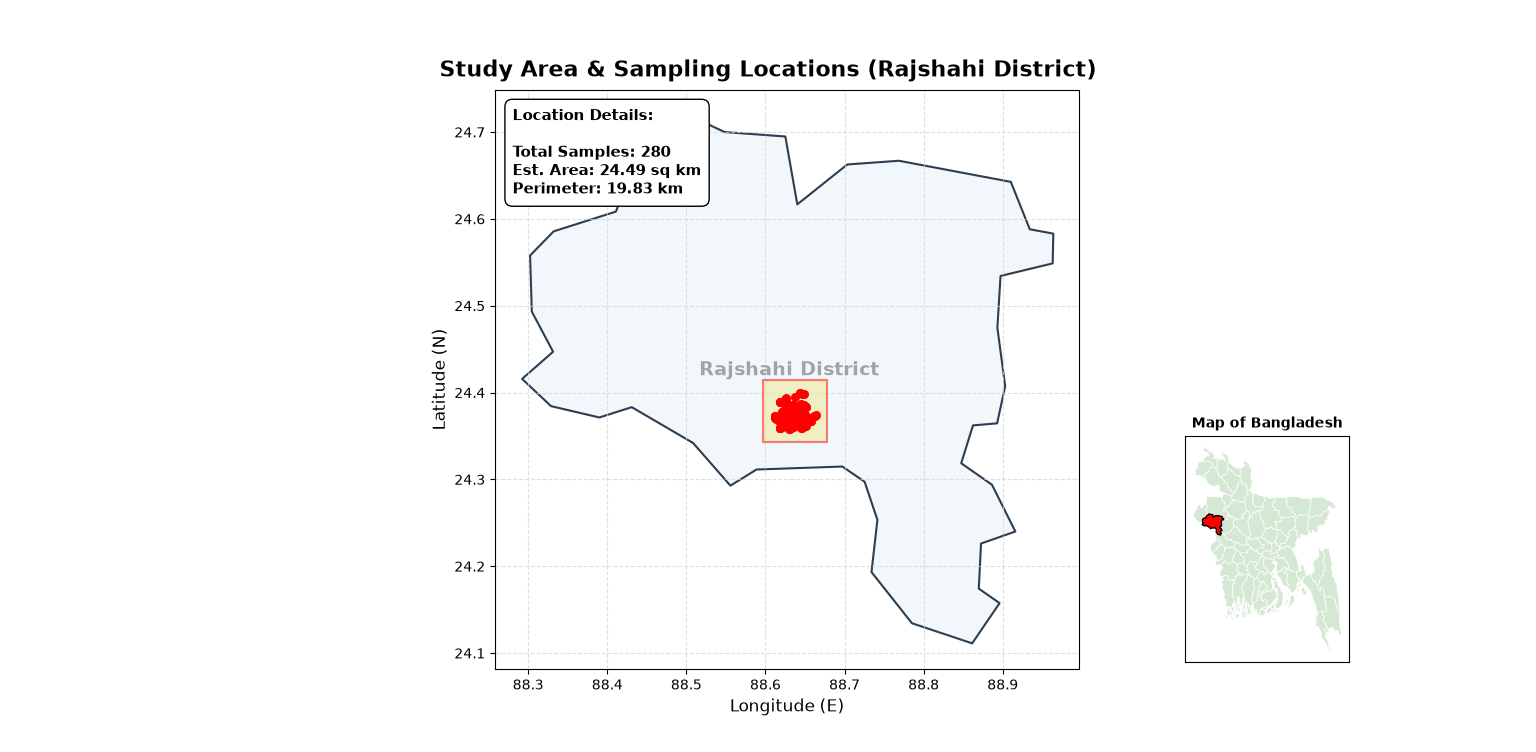 Study Area & Sampling Locations (Rajshahi District)
Location Details:
Total Samples: 280
Est. Area: 24.49 sq km
Perimeter: 19.83 km
24.7
24.6
24.5
24.4
24.3
24.2
24.1
Latitude (N)
Rajshahi District
88.3 88.4 88.5 88.6 88.7 88.8 88.9
Longitude (E)
Map of Bangladesh